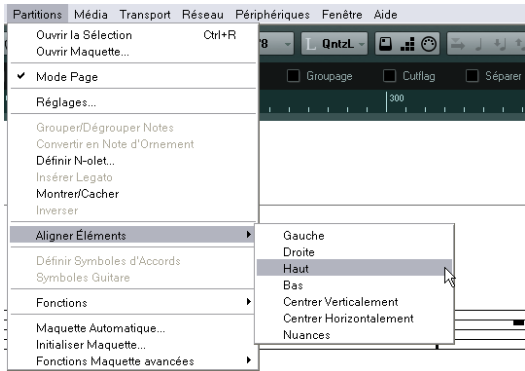 Partitions Média Transport Réseau Périphériques Fenêtre Aide
Ouvrir la Sélection Ctrl+R
Ouvrir Maquette...
Mode Page
Réglages...
Grouper/Dégrouper Notes
Convertir en Note d'Ornement
Définir N-olet...
Insérer Legato
Montrer/Cacher
Inverser
Aligner Éléments
Définir Symboles d'Accords
Symboles Guitare
Fonctions
Maquette Automatique...
Initialiser Maquette...
Fonctions Maquette avancées
L QntzL
Groupage Cutflag Séparer
300
Gauche
Droite
Haut
Bas
Centrer Verticalement
Centrer Horizontalement
Nuances